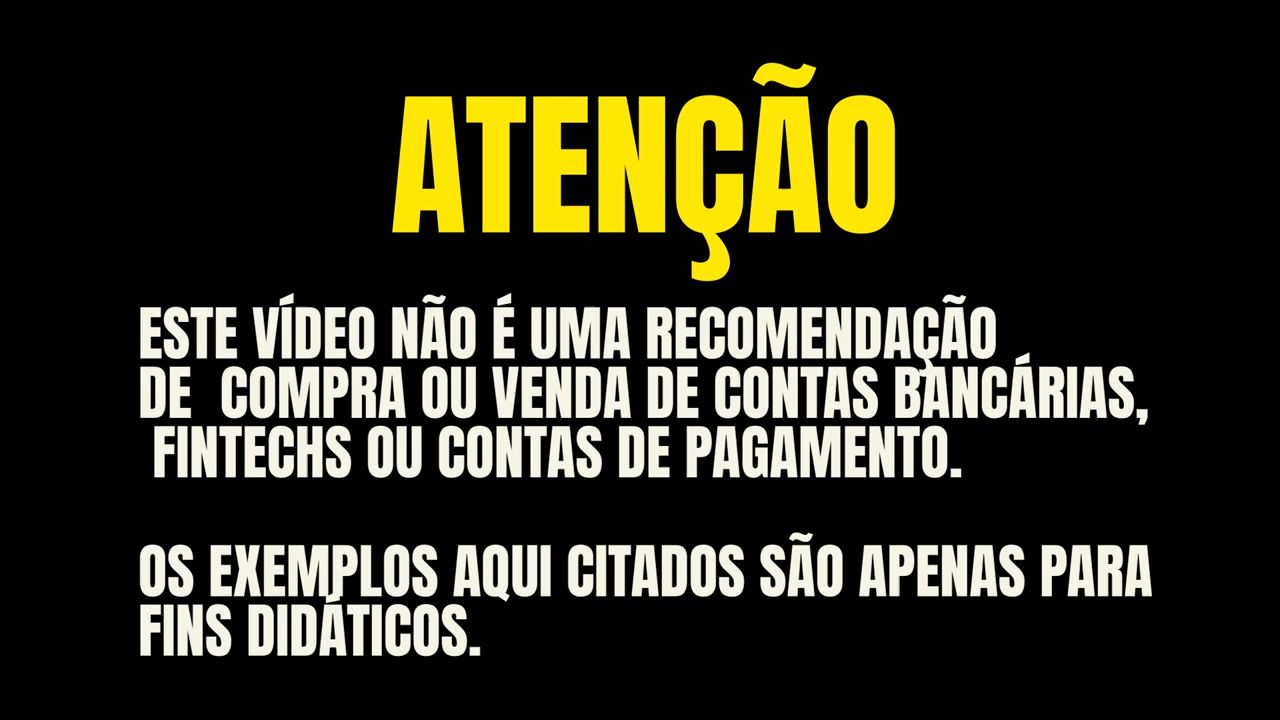 ATENÇÃO
ESTE VÍDEO NÃO É UMA RECOMENDAÇÃO
DE COMPRA OU VENDA DE CONTAS BANCÁRIAS,
FINTECHS OU CONTAS DE PAGAMENTO.
OS EXEMPLOS AQUI CITADOS SÃO APENAS PARA
FINS DIDÁTICOS.